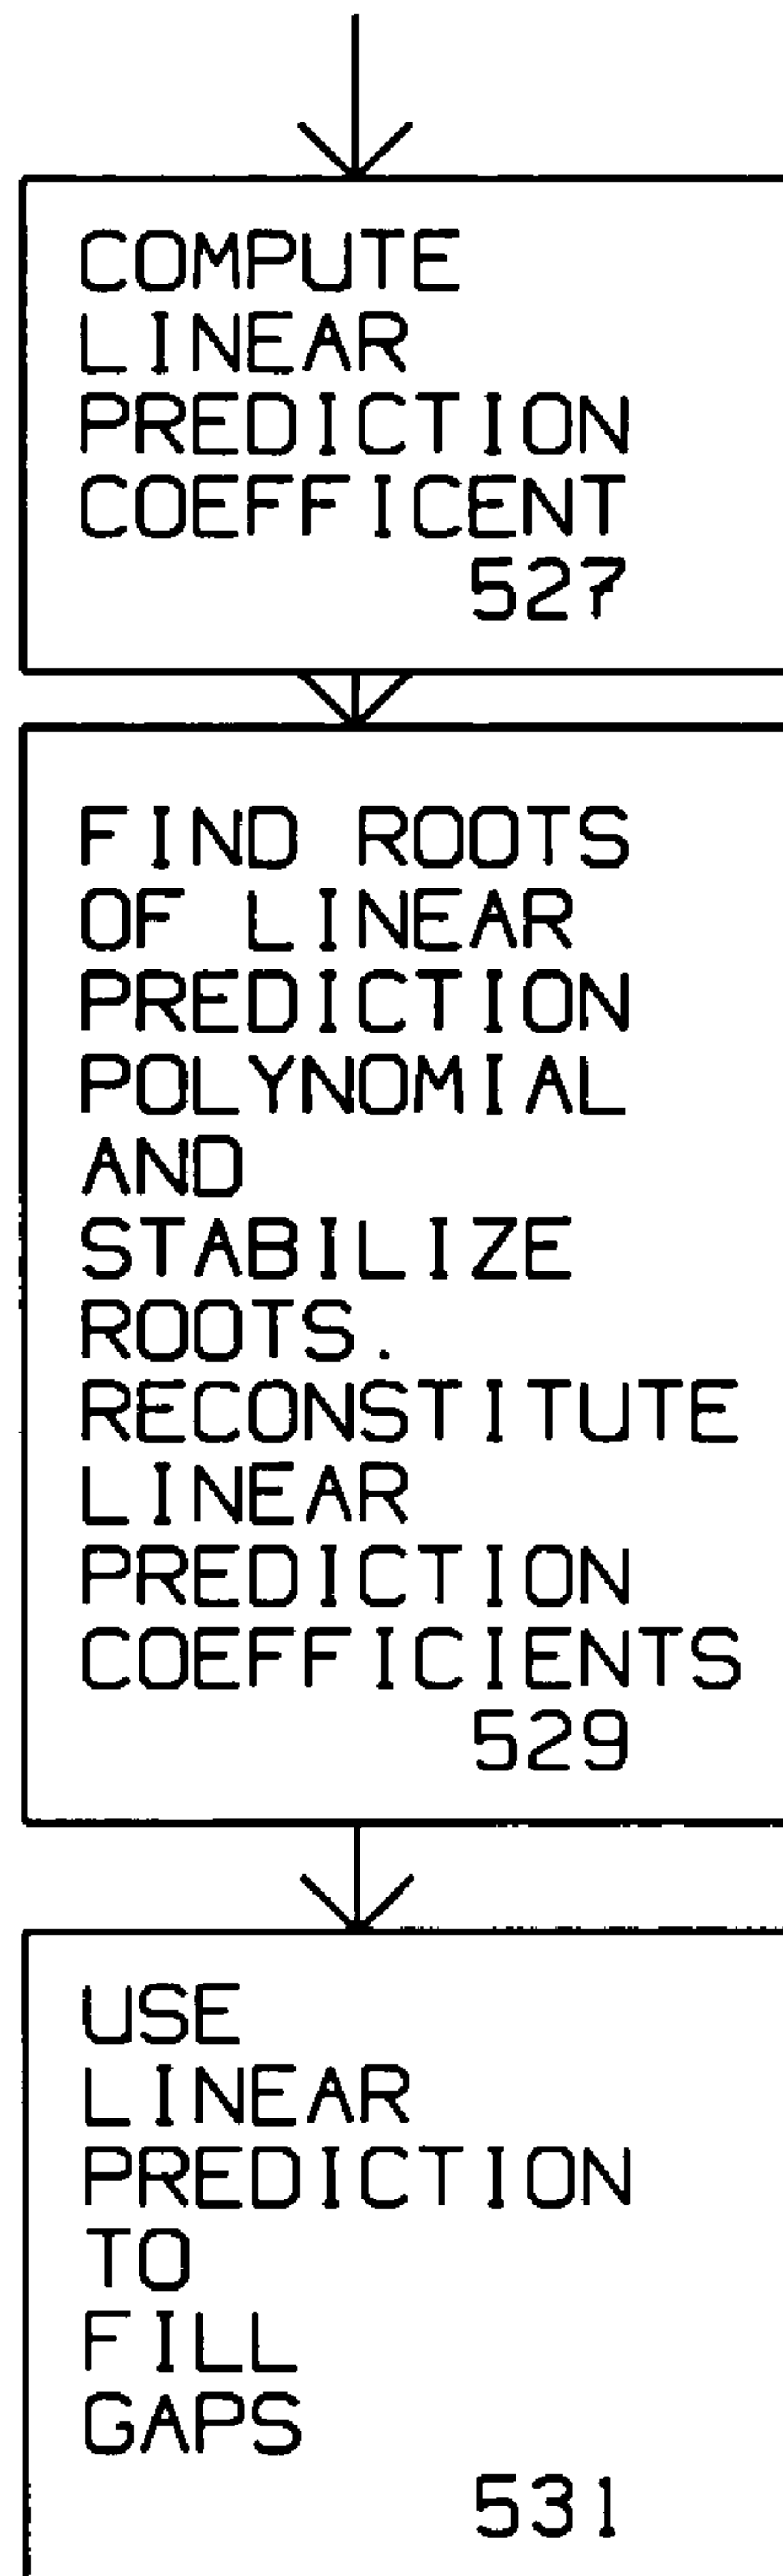 COMPUTE
LINEAR
PREDICTION
COEFFICENT
527
FIND ROOTS
OF LINEAR
PREDICTION
POLYNOMIAL
AND
STABILIZE
ROOTS.
RECONSTITUTE
LINEAR
PREDICTION
COEFFICIENTS
529
USE
LINEAR
PREDICTION
TO
FILL
GAPS
531